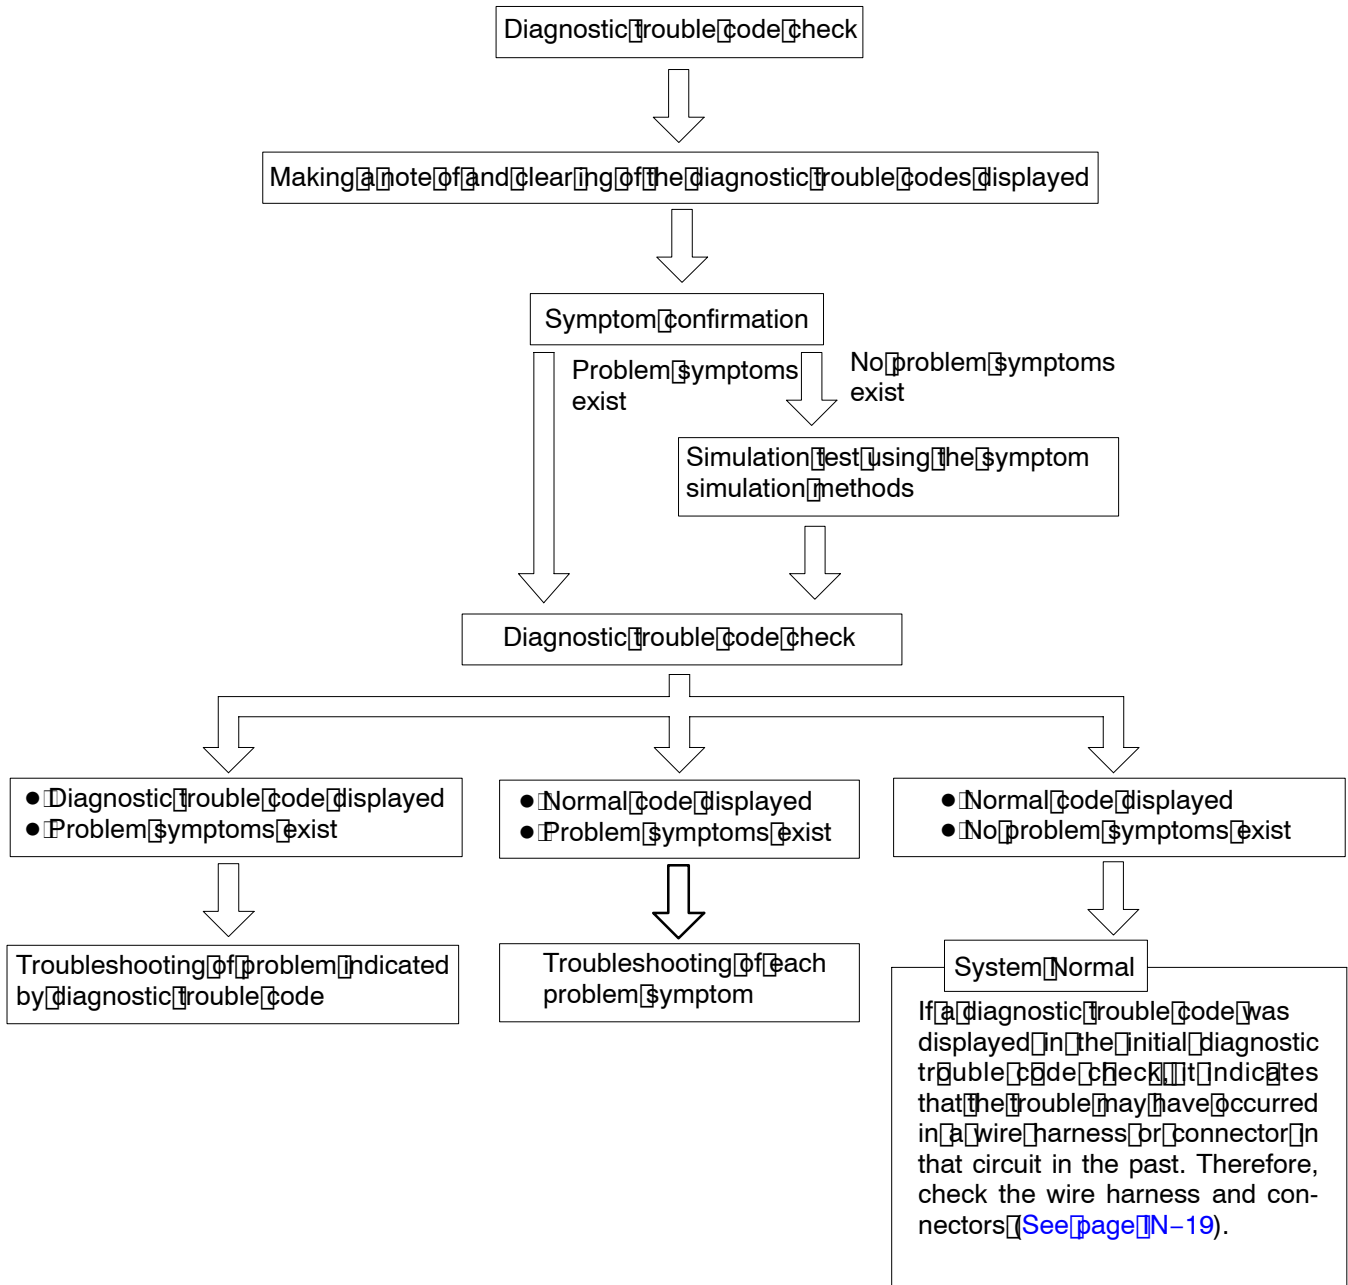 Diagnostic trouble code check
Making a note of and clearing of the diagnostic trouble codes displayed
Symptom confirmation
Problem symptoms
exist
No problem symptoms
exist
Simulation test using the symptom
simulation methods
Diagnostic trouble code check
● Diagnostic trouble code displayed
● Problem symptoms exist
● Normal code displayed
● Problem symptoms exist
● Normal code displayed
● No problem symptoms exist
Troubleshooting of problem indicated
by diagnostic trouble code
Troubleshooting of each
problem symptom
System Normal
If a diagnostic trouble code was
displayed in the initial diagnostic
trouble code check, it indicates
that the trouble may have occurred
in a wire harness or connector in
that circuit in the past. Therefore,
check the wire harness and con-
nectors (See page IN–19).